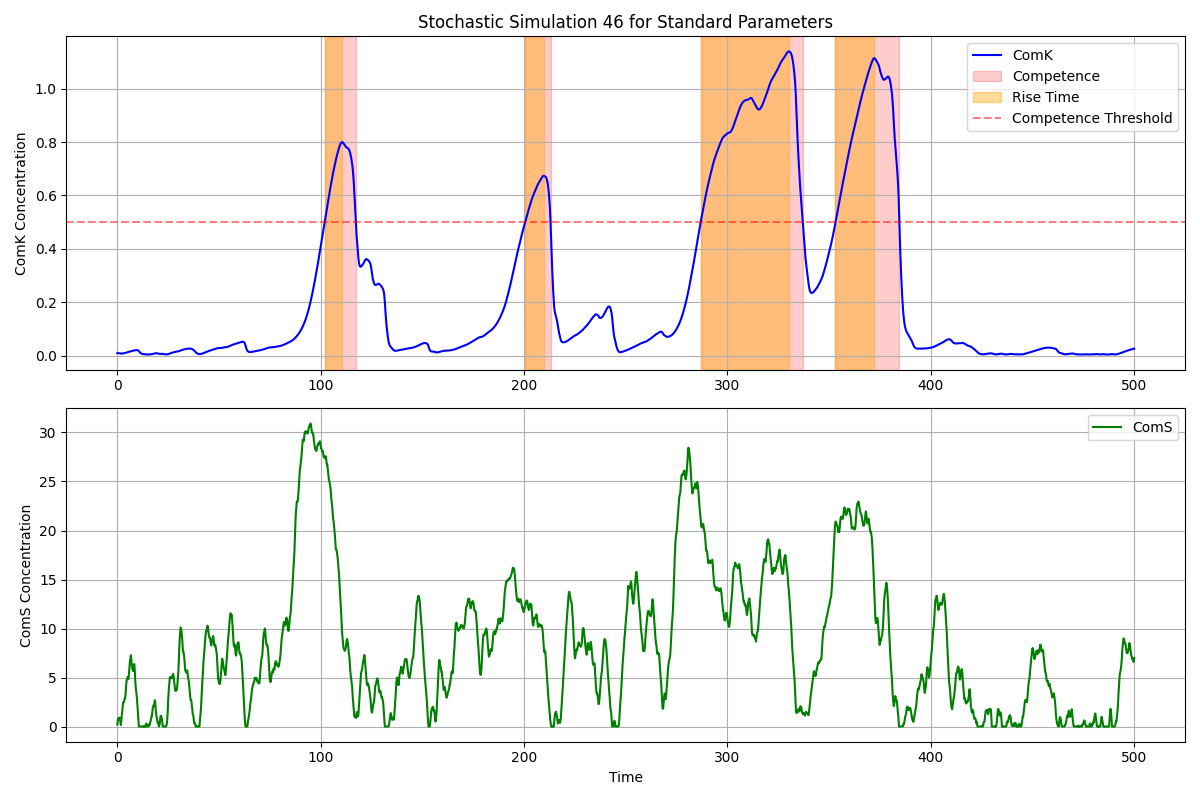 Stochastic Simulation 46 for Standard Parameters
ComK Concentration
1.0
0.8
0.6
0.4
0.2
0.0
0 100 200 300 400 500
ComK
Competence
Rise Time
Competence Threshold
ComS Concentration
30
25
20
15
10
5
0
0 100 200 300 400 500
Time
ComS